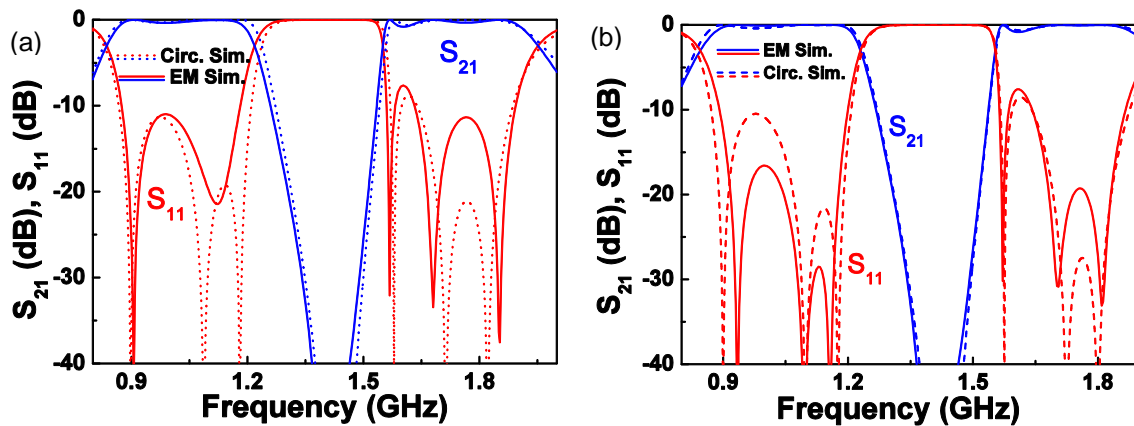 (a)
S21 (dB), S11 (dB)
0
-10
-20
-30
-40
Circ. Sim.
EM Sim.
S21
S11
0.9
1.2
1.5
1.8
Frequency (GHz)
(b)
S21 (dB), S11 (dB)
0
-10
-20
-30
-40
EM Sim.
Circ. Sim.
S21
S11
0.9
1.2
1.5
1.8
Frequency (GHz)